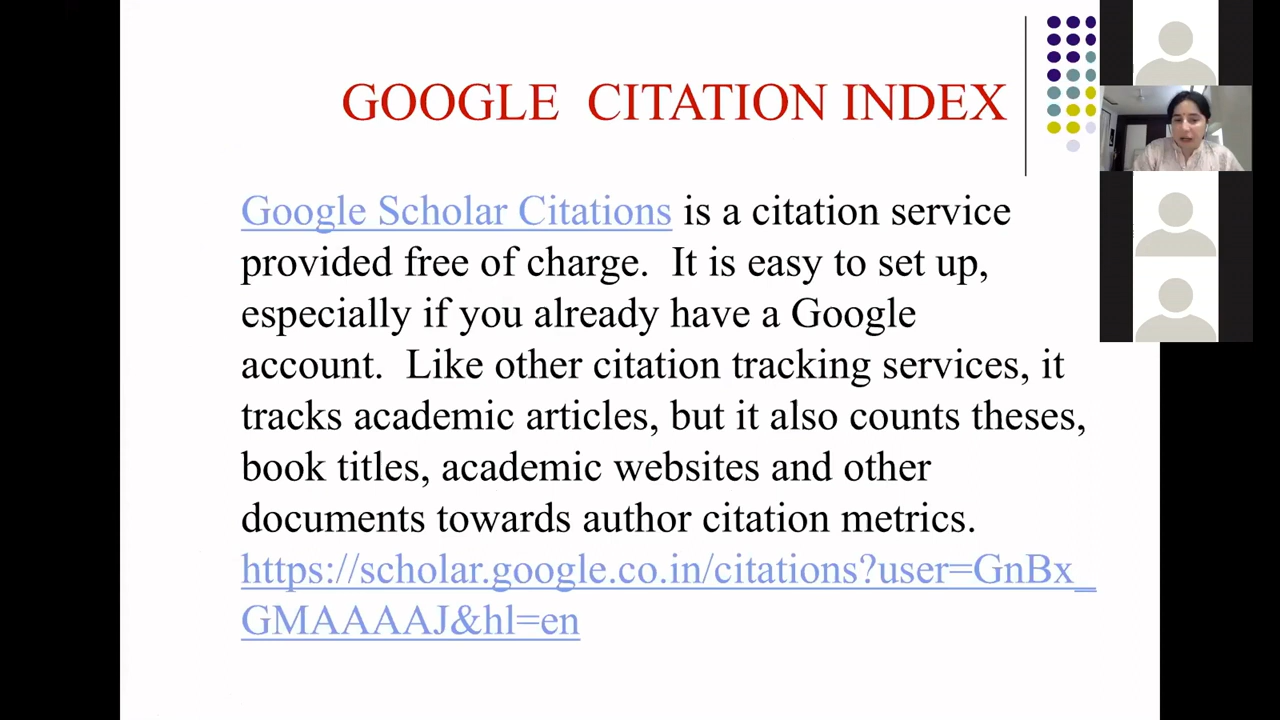 GOOGLE CITATION INDEX
Google Scholar Citations is a citation service
provided free of charge. It is easy to set up,
especially if you already have a Google
account. Like other citation tracking services, it
tracks academic articles, but it also counts theses,
book titles, academic websites and other
documents towards author citation metrics.
https://scholar.google.co.in/citations?user=GnBx_
GMAAAAJ&hl=en